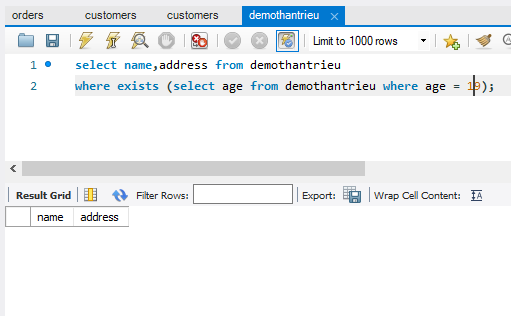 orders customers customers demothantrieu
Limit to 1000 rows
1 select name,address from demothantrieu
2 where exists (select age from demothantrieu where age = 19);
Result Grid Filter Rows: Export: Wrap Cell Content:
name address